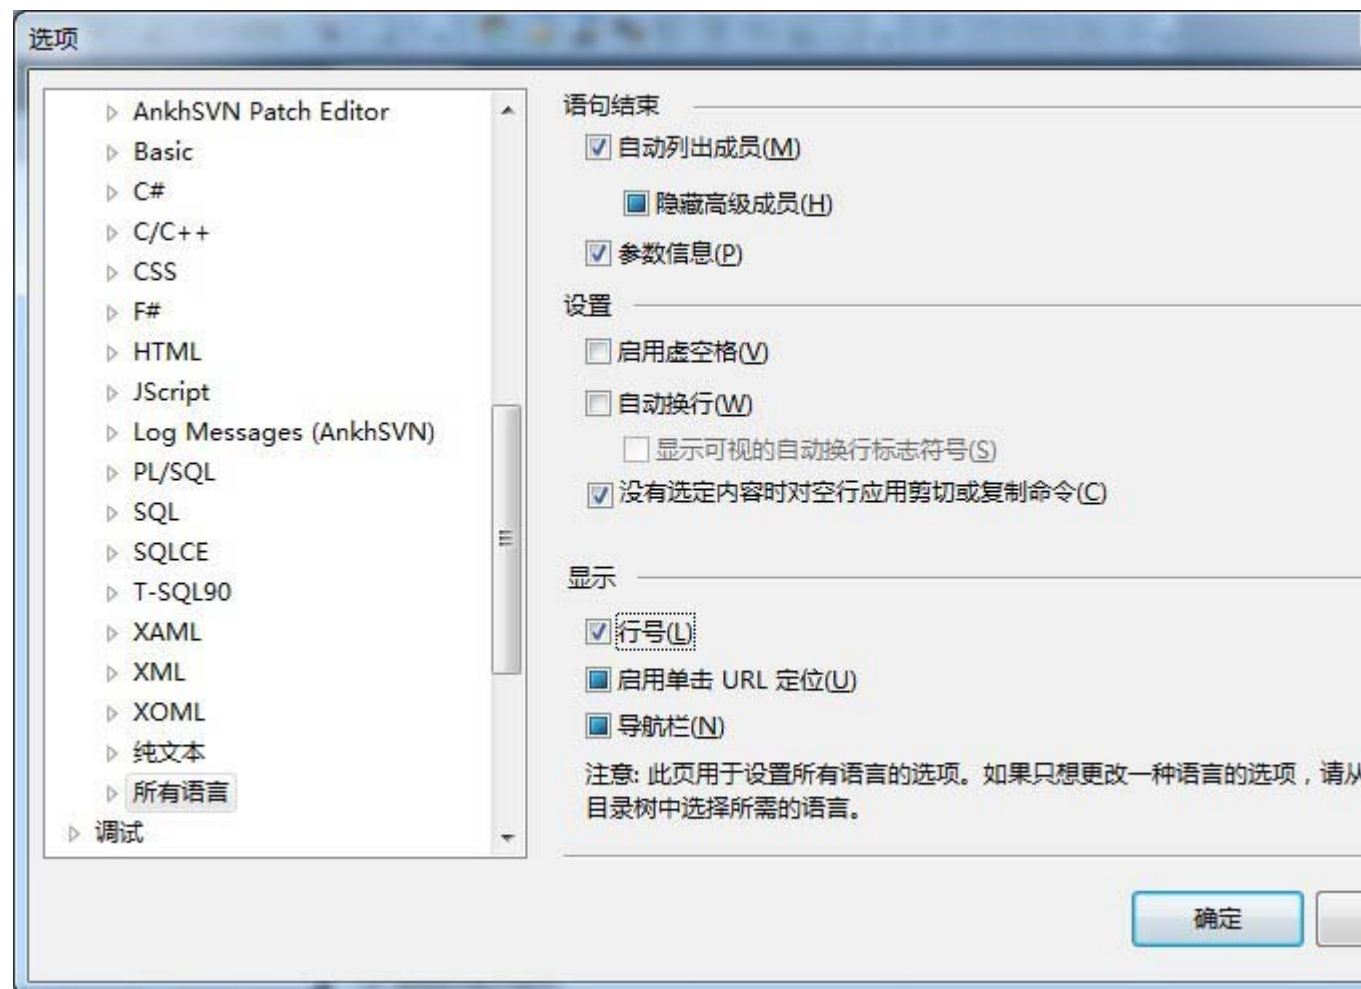 选项
AnkhSVN Patch Editor
Basic
C#
C/C++
CSS
F#
HTML
JScript
Log Messages (AnkhSVN)
PL/SQL
SQL
SQLCE
T-SQL90
XAML
XML
XOML
纯文本
所有语言
调试
语句结束
自动列出成员(M)
隐藏高级成员(H)
参数信息(P)
设置
启用虚空格(V)
自动换行(W)
显示可视的自动换行标志符号(S)
没有选定内容时对空行应用剪切或复制命令(C)
显示
行号(L)
启用单击 URL 定位(U)
导航栏(N)
注意: 此页用于设置所有语言的选项。如果只想更改一种语言的选项，请从
目录树中选择所需的语言。
确定